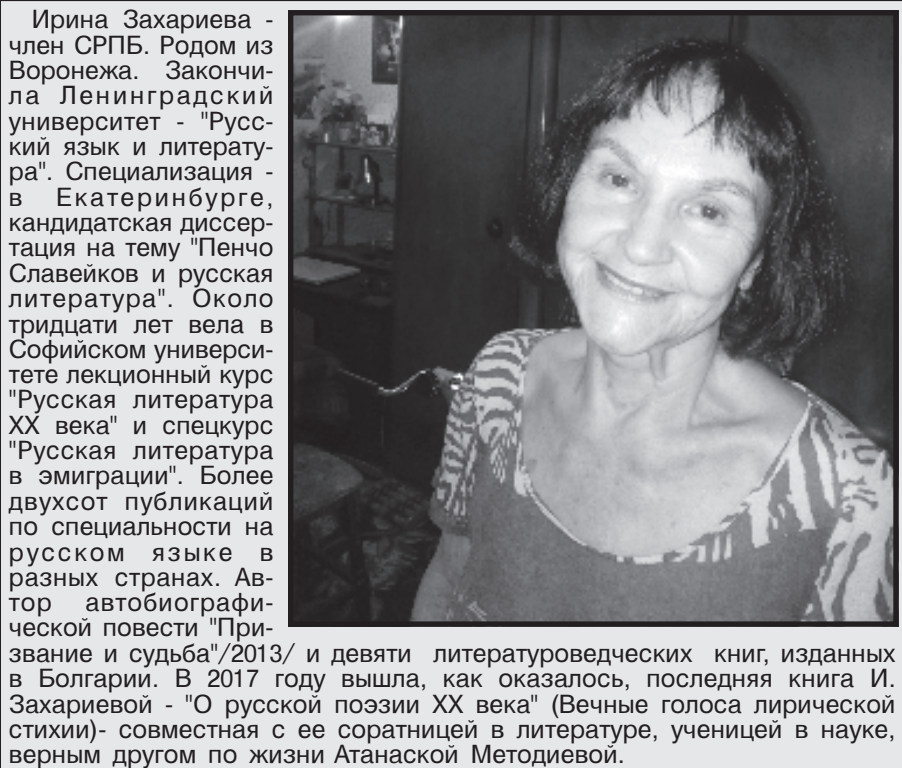 Ирина Захариева -
член СРПБ. Родом из
Воронежа. Закончи-
ла Ленинградский
университет - "Русс-
кий язык и литерату-
ра". Специализация -
в Екатеринбурге,
кандидатская диссер-
тация на тему "Пенчо
Славейков и русская
литература". Около
тридцати лет вела в
Софийском универси-
тете лекционный курс
"Русская литература
XX века" и спецкурс
"Русская литература
в эмиграции". Более
двухсот публикаций
по специальности на
русском языке в
разных странах. Ав-
тор автобиографи-
ческой повести "При-
звание и судьба"/2013/ и девяти литературоведческих книг, изданных
в Болгарии. В 2017 году вышла, как оказалось, последняя книга И.
Захариевой - "О русской поэзии XX века" (Вечные голоса лирической
стихии)- совместная с ее соратницей в литературе, ученицей в науке,
верным другом по жизни Атанаской Методиевой.